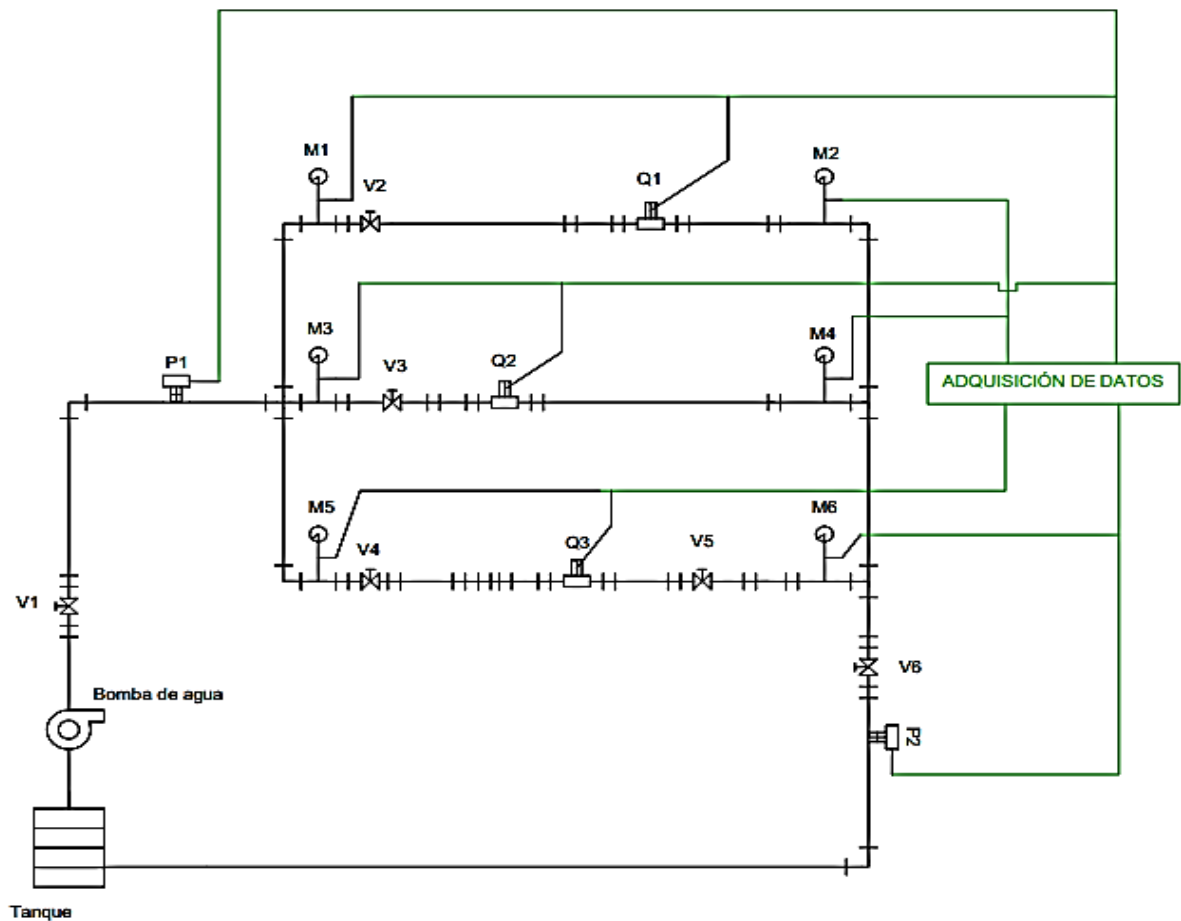 M1
V2
Q1
M2
M3
V3
Q2
M4
P1
ADQUISICIÓN DE DATOS
M5
V4
Q3
V5
M6
V1
V6
Bomba de agua
P2
Tanque